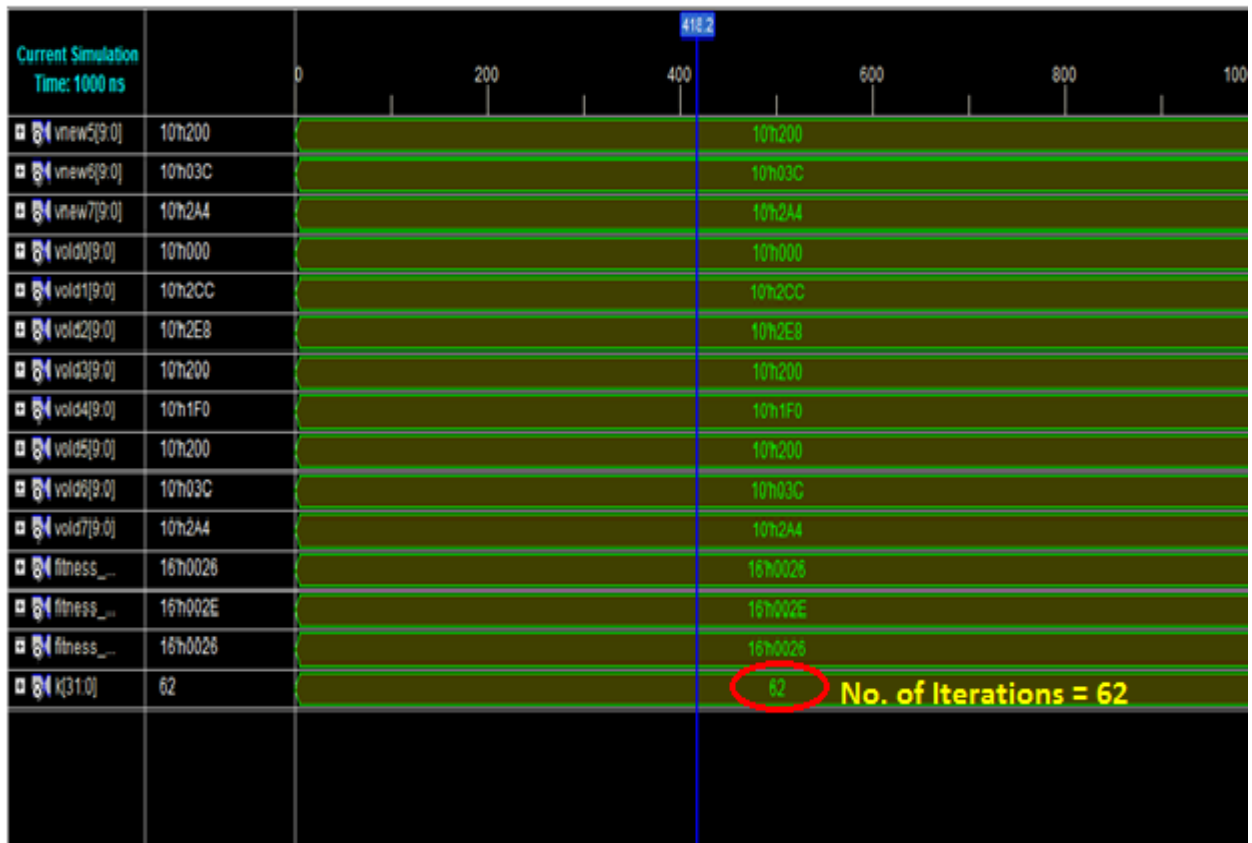 418.2
Current Simulation
Time: 1000 ns
0 200 400 600 800 100
vnew5[9:0] 10'h200 10'h200
vnew6[9:0] 10'h03C 10'h03C
vnew7[9:0] 10'h2A4 10'h2A4
vold0[9:0] 10'h000 10'h000
vold1[9:0] 10'h2CC 10'h2CC
vold2[9:0] 10'h2E8 10'h2E8
vold3[9:0] 10'h200 10'h200
vold4[9:0] 10'h1F0 10'h1F0
vold5[9:0] 10'h200 10'h200
vold6[9:0] 10'h03C 10'h03C
vold7[9:0] 10'h2A4 10'h2A4
fitness_... 16'h0026 16'h0026
fitness_... 16'h002E 16'h002E
fitness_... 16'h0026 16'h0026
k[31:0] 62 62 No. of Iterations = 62